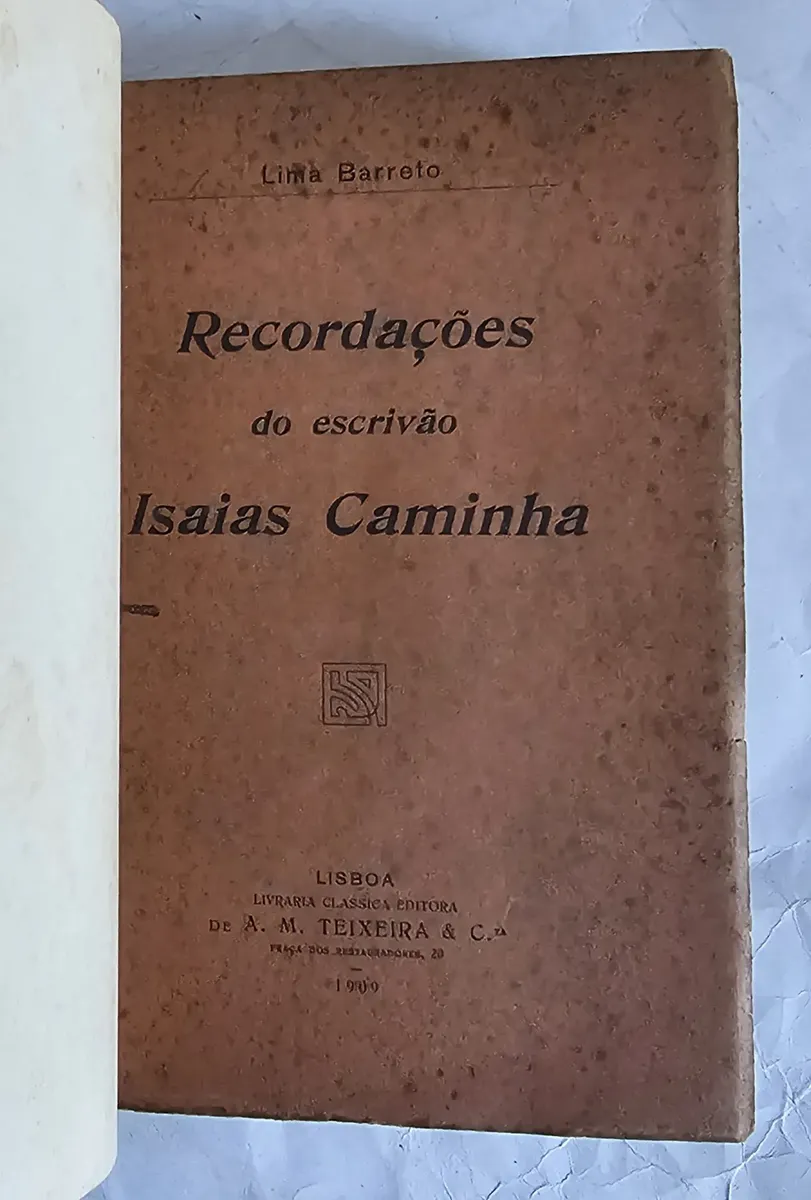 Lima Barreto
Recordações
do escrivão
Isaias Caminha
LISBOA
LIVRARIA CLASSICA EDITORA
DE A. M. TEIXEIRA & C.ta
PRAÇA DOS RESTAURADORES, 20
1909